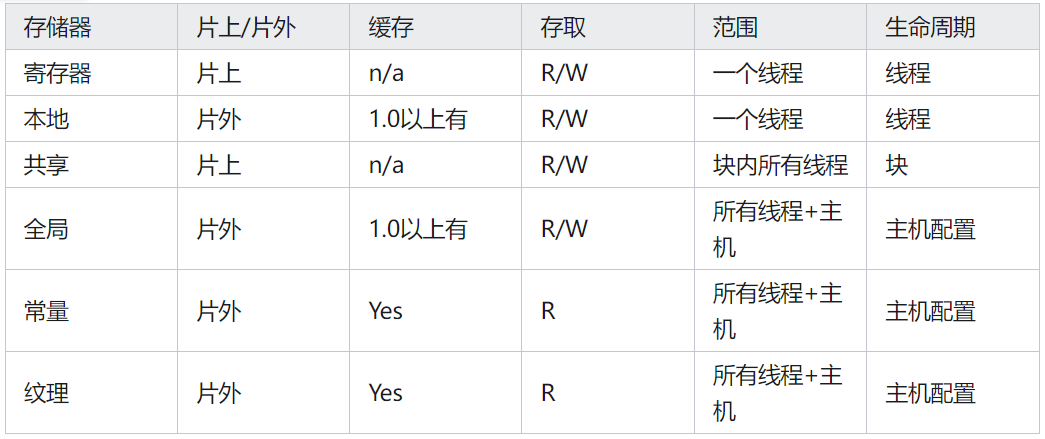 存储器 片上/片外 缓存 存取 范围 生命周期
寄存器 片上 n/a R/W 一个线程 线程
本地 片外 1.0以上有 R/W 一个线程 线程
共享 片上 n/a R/W 块内所有线程 块
全局 片外 1.0以上有 R/W 所有线程+主
机 主机配置
常量 片外 Yes R 所有线程+主
机 主机配置
纹理 片外 Yes R 所有线程+主
机 主机配置